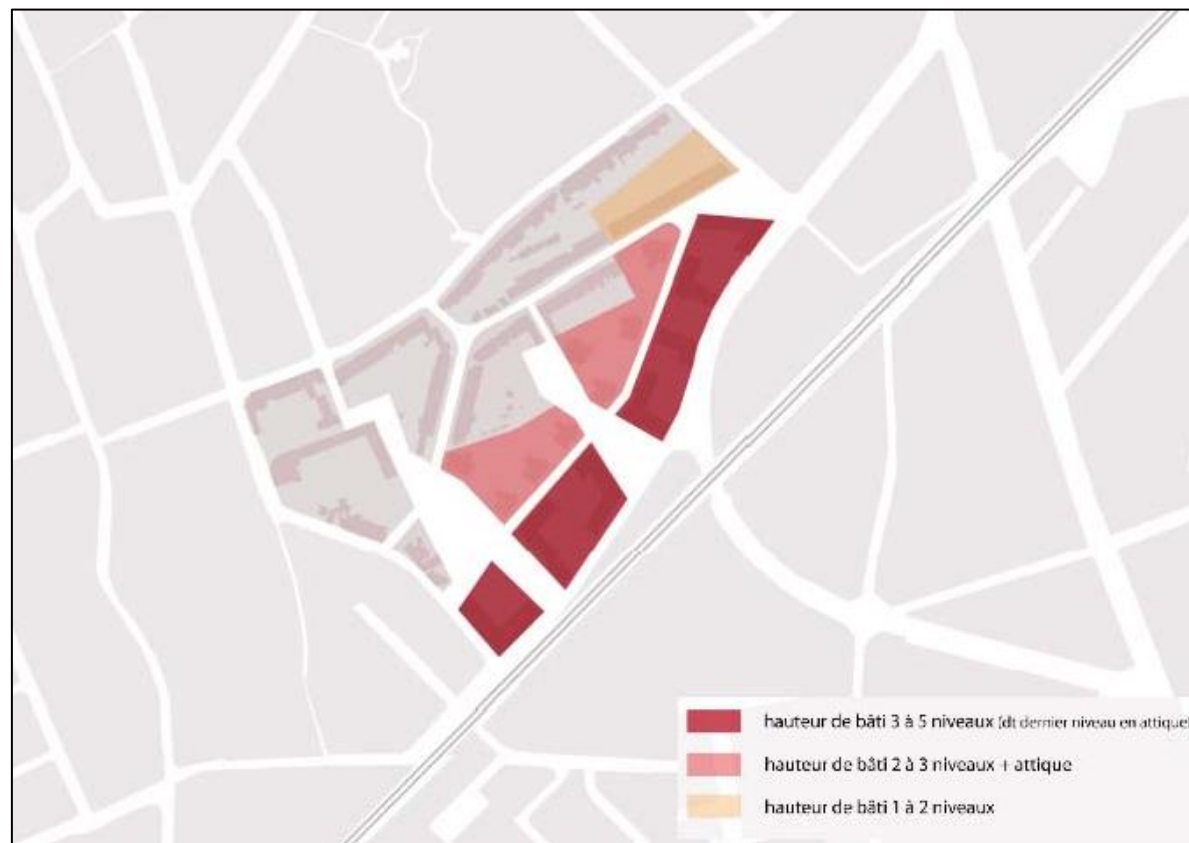 hauteur de bâti 3 à 5 niveaux (dt dernier niveau en attique)
hauteur de bâti 2 à 3 niveaux + attique
hauteur de bâti 1 à 2 niveaux